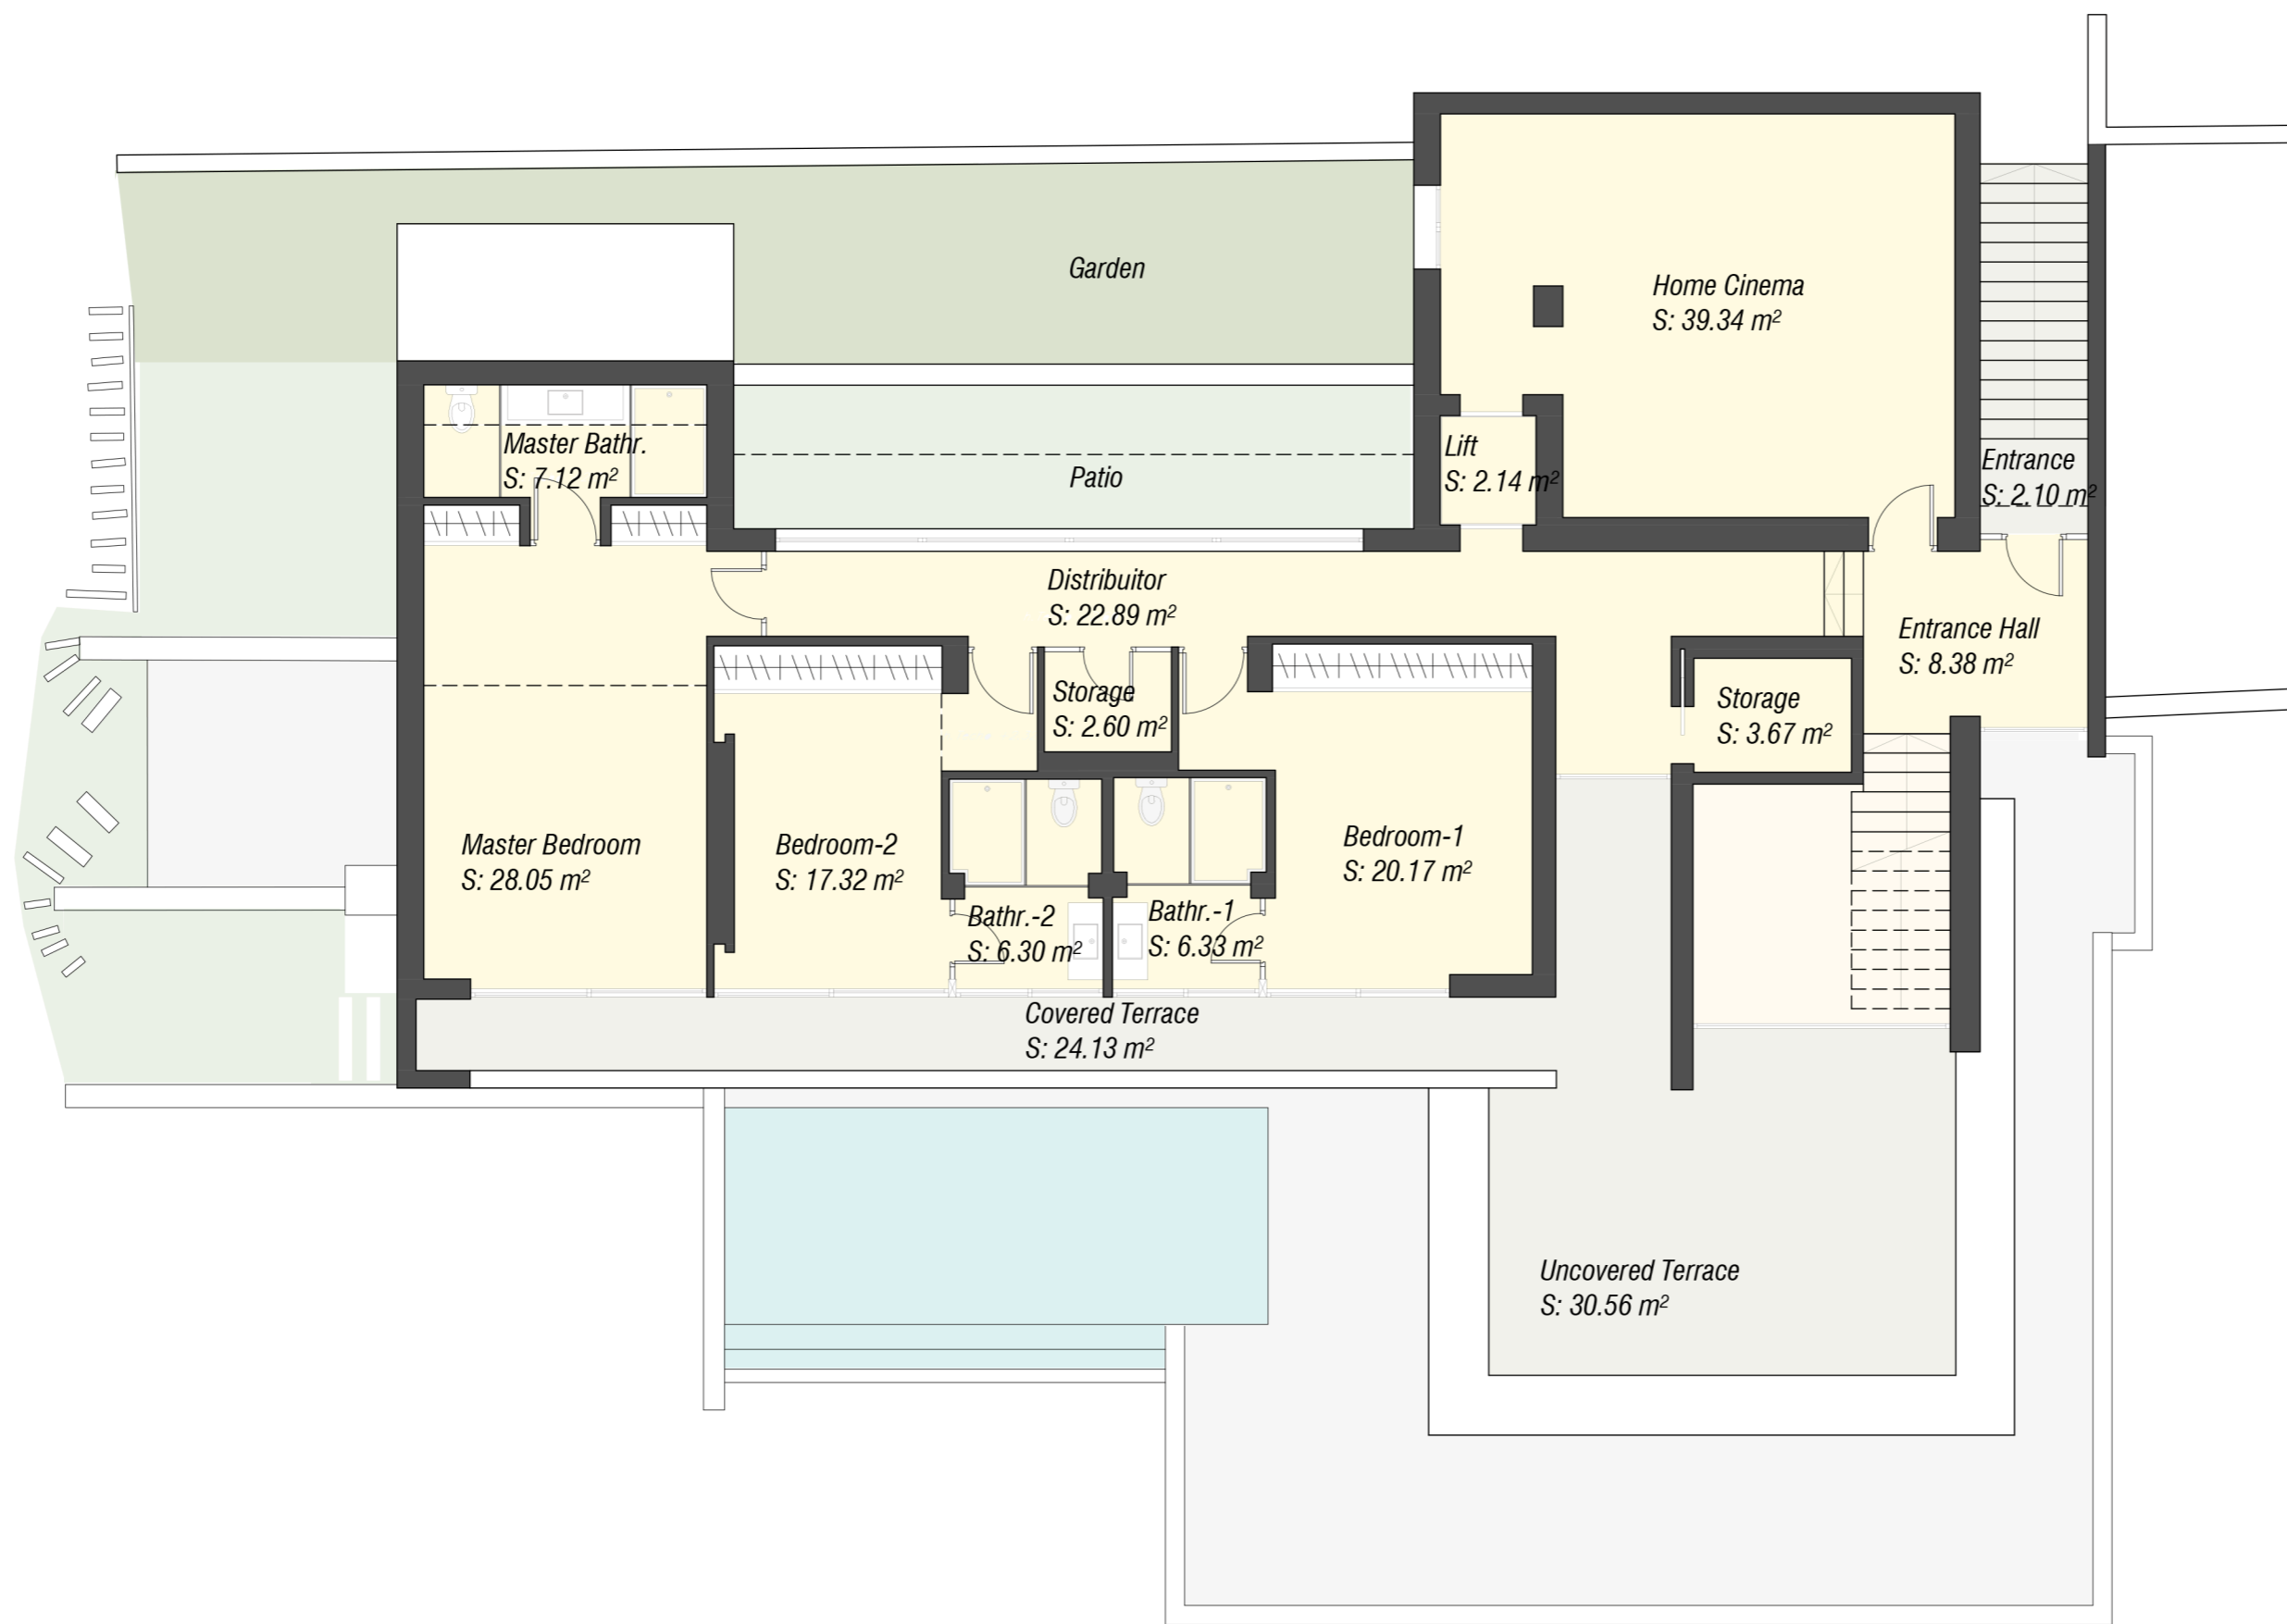 Garden
Home Cinema
S: 39.34 m²
Master Bathr.
S: 7.12 m²
Patio
Lift
S: 2.14 m²
Entrance
S: 2.10 m²
Distribuitor
S: 22.89 m²
Entrance Hall
S: 8.38 m²
Storage
S: 2.60 m²
Storage
S: 3.67 m²
Master Bedroom
S: 28.05 m²
Bedroom-2
S: 17.32 m²
Bedroom-1
S: 20.17 m²
Bathr.-2
S: 6.30 m²
Bathr.-1
S: 6.33 m²
Covered Terrace
S: 24.13 m²
Uncovered Terrace
S: 30.56 m²